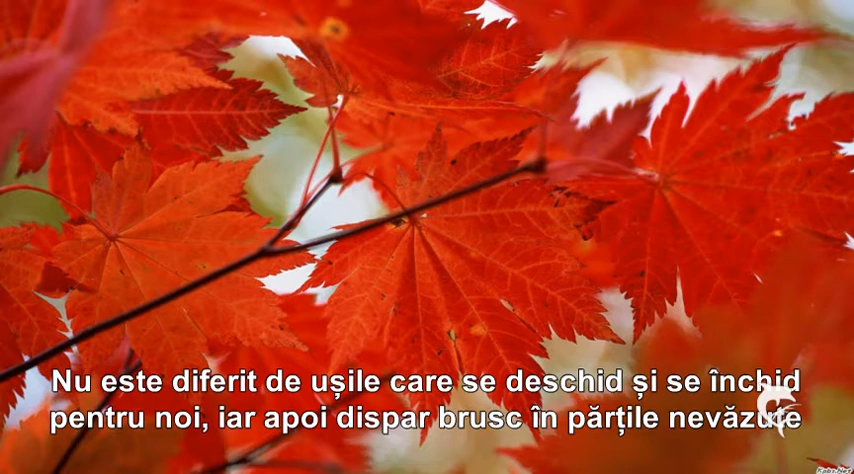 Nu este diferit de ușile care se deschid și se închid
pentru noi, iar apoi dispar brusc în părțile nevăzute